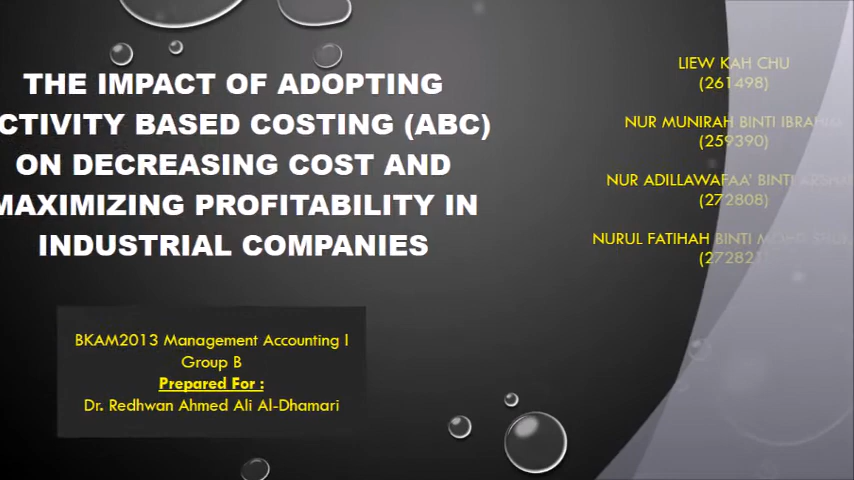 THE IMPACT OF ADOPTING
CTIVITY BASED COSTING (ABC)
ON DECREASING COST AND
MAXIMIZING PROFITABILITY IN
INDUSTRIAL COMPANIES
BKAM2013 Management Accounting I
Group B
Prepared For :
Dr. Redhwan Ahmed Ali Al-Dhamari
LIEW KAH CHU
(261498)
NUR MUNIRAH BINTI IBRAHIM
(259390)
NUR ADILLAWAFAA' BINTI
(272808)
NURUL FATIHAH BINTI MOHD